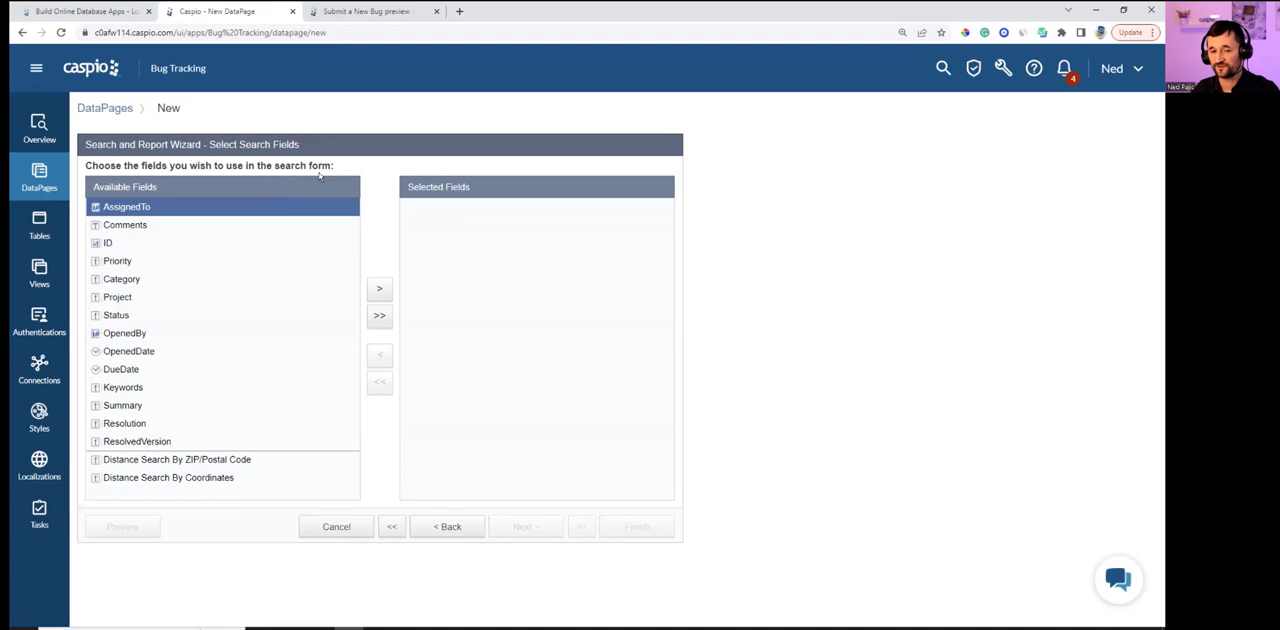 Build Online Database Apps - Lo
Caspio - New DataPage
Submit a New Bug preview
c0afw114.caspio.com/ui/apps/Bug%20Tracking/datapage/new
Update
caspio
Bug Tracking
4
Ned
Overview
DataPages
Tables
Views
Authentications
Connections
Styles
Localizations
Tasks
DataPages
New
Search and Report Wizard - Select Search Fields
Choose the fields you wish to use in the search form:
Available Fields
AssignedTo
Comments
ID
Priority
Category
Project
Status
OpenedBy
OpenedDate
DueDate
Keywords
Summary
Resolution
ResolvedVersion
Distance Search By ZIP/Postal Code
Distance Search By Coordinates
>
>>
<
<<
Selected Fields
Preview
Cancel
<<
< Back
Next >
>>
Finish
caspio